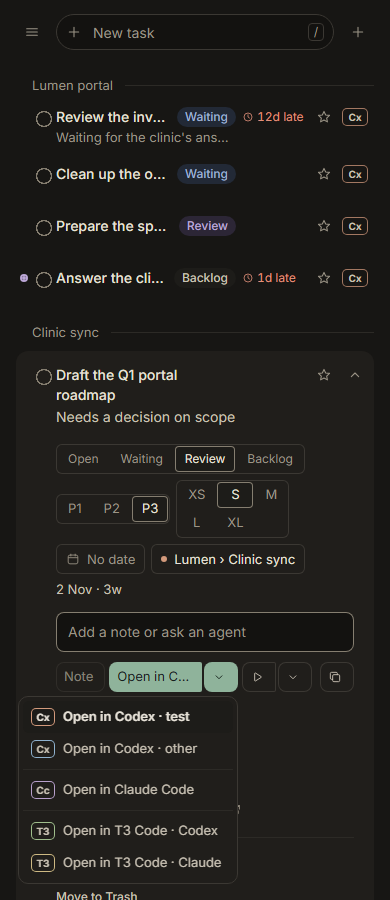 New task /
Lumen portal
Review the inv... Waiting 12d late Cx
Waiting for the clinic's ans...
Clean up the o... Waiting Cx
Prepare the sp... Review Cx
Answer the cli... Backlog 1d late Cx
Clinic sync
Draft the Q1 portal
roadmap
Needs a decision on scope
Open Waiting Review Backlog
P1 P2 P3
XS S M
L XL
No date Lumen › Clinic sync
2 Nov · 3w
Add a note or ask an agent
Note Open in C...
Cx Open in Codex · test
Cx Open in Codex · other
Cc Open in Claude Code
T3 Open in T3 Code · Codex
T3 Open in T3 Code · Claude
Move to Trash